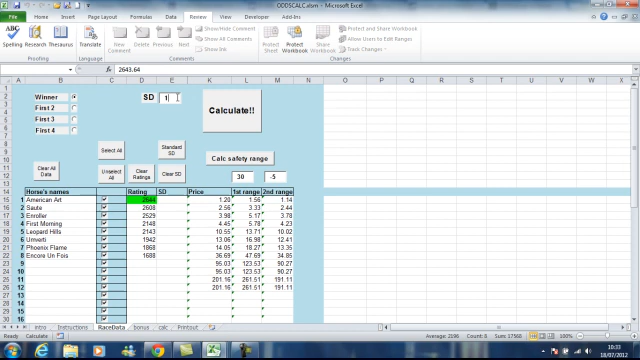 ODDSCALC.xlsm - Microsoft Excel
File Home Insert Page Layout Formulas Data Review View Developer Add-Ins
ABC
Spelling Research Thesaurus Translate New Comment Delete Previous Next Show/Hide Comment Show All Comments Show Ink Protect Sheet Protect Workbook Share Workbook Protect and Share Workbook Allow Users to Edit Ranges Track Changes
Proofing Language Comments Changes
2643.64
A B C D E K L M N O P Q R S
Winner SD 1
First 2 Calculate!!
First 3
First 4
Select All Standard SD
Calc safety range
Clear All Data Unselect All Clear Ratings Clear SD
30 -5
Horse's names Rating SD Price 1st range 2nd range
1 American Art 2644 1.20 1.56 1.14
2 Saute 2608 2.56 3.33 2.44
3 Enroller 2529 3.98 5.17 3.78
4 First Morning 2148 4.45 5.78 4.23
5 Leopard Hills 2143 10.55 13.71 10.02
6 Umverti 1942 13.06 16.98 12.41
7 Phoenix Flame 1868 14.05 18.27 13.35
8 Encore Un Fois 1688 36.69 47.69 34.85
9 95.03 123.53 90.27
10 95.03 123.53 90.27
11 201.16 261.51 191.11
12 201.16 261.51 191.11
13
14
15
16
intro Instructions RaceData bonus calc Printout
Ready Calculate Average: 2196 Count: 8 Sum: 17566 100%
10:33
18/07/2012